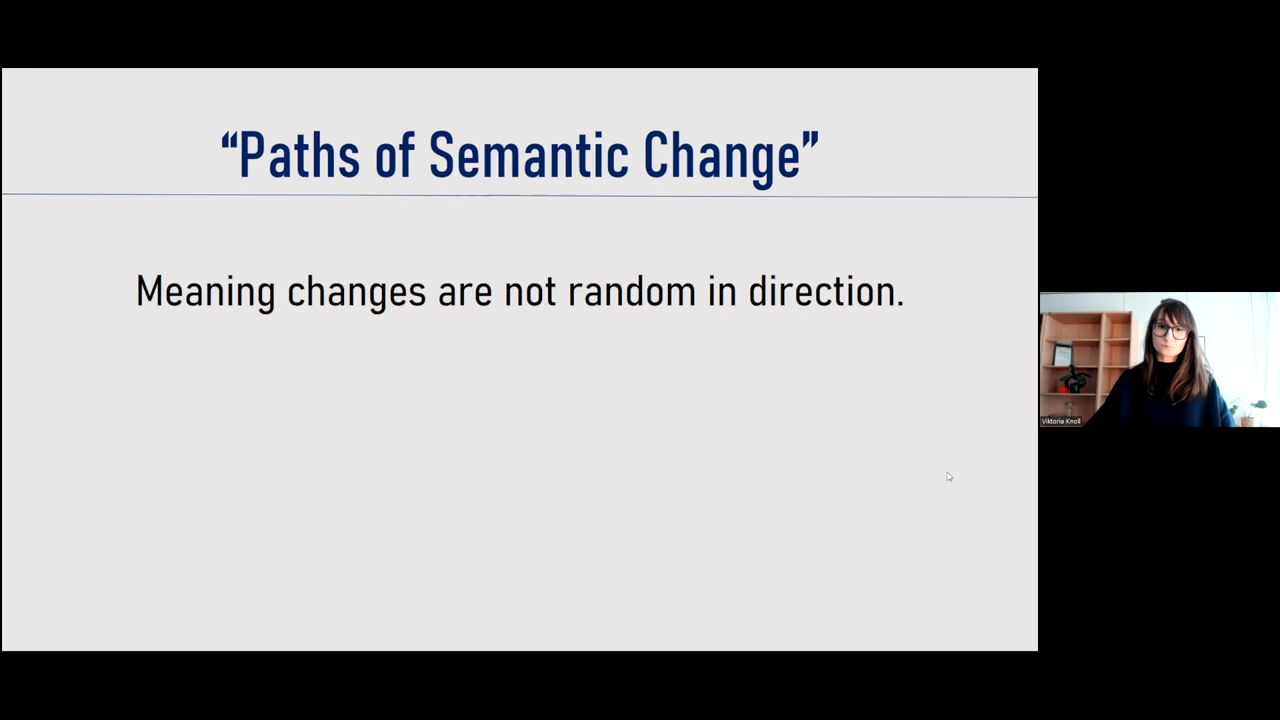 “Paths of Semantic Change”
Meaning changes are not random in direction.
Viktoria Knoll